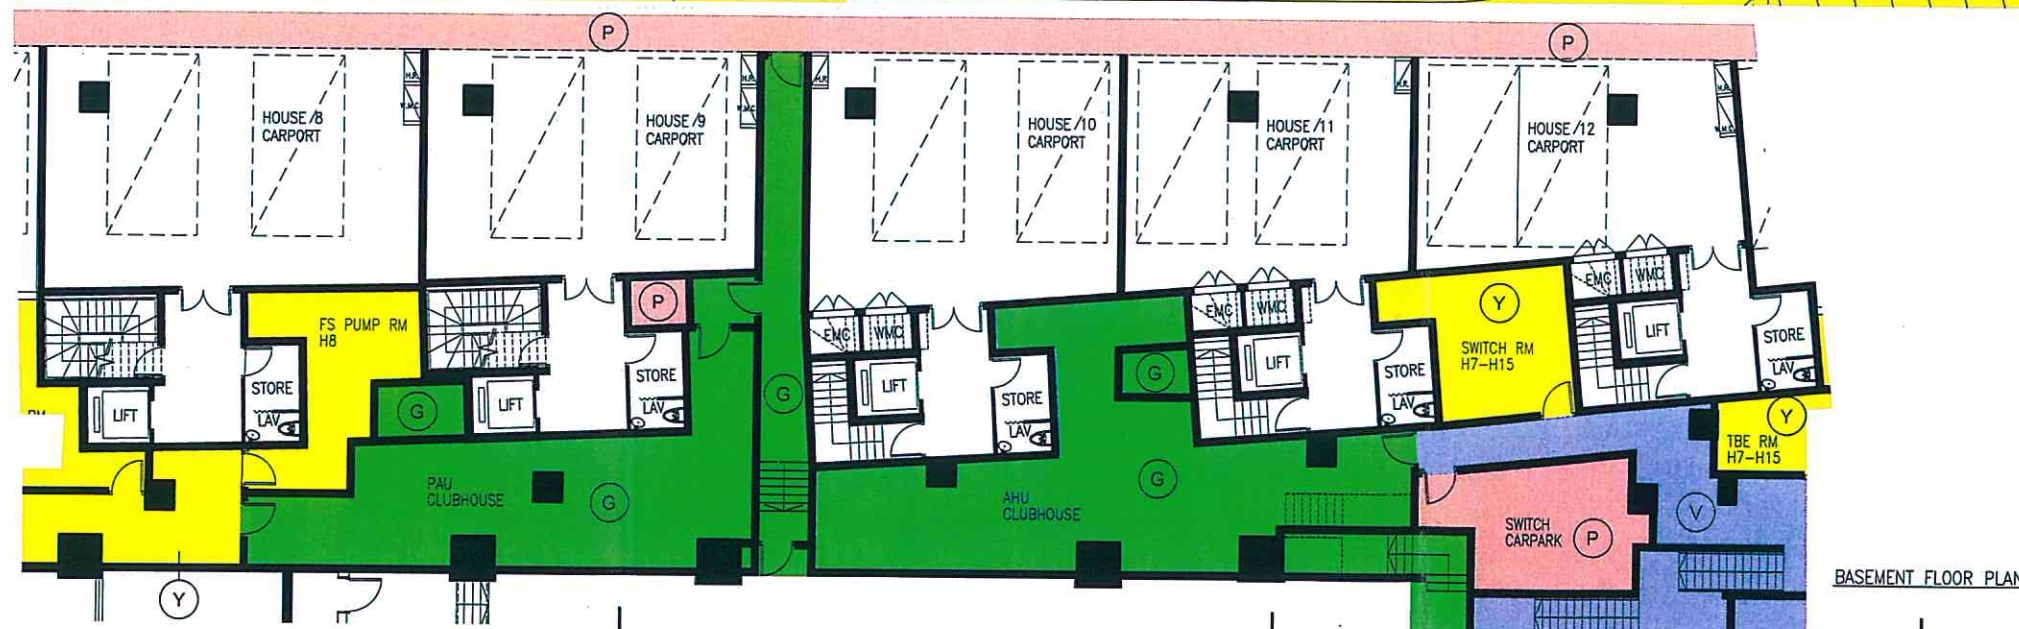 P
P
H.R.
W.M.C
HOUSE 8
CARPORT
H.R.
W.M.C
HOUSE 9
CARPORT
H.R.
HOUSE 10
CARPORT
H.R.
HOUSE 11
CARPORT
H.R.
W.M.C
HOUSE 12
CARPORT
FS PUMP RM
H8
P
EMC
WMC
EMC
WMC
Y
SWITCH RM
H7-H15
EMC
WMC
LIFT
STORE
LAV
STORE
LAV
LIFT
G
LIFT
STORE
LAV
G
LIFT
STORE
LAV
G
LIFT
STORE
LAV
RM
G
LIFT
Y
TBE RM
H7-H15
PAU
CLUBHOUSE
G
AHU
CLUBHOUSE
G
SWITCH
CARPARK
P
V
BASEMENT FLOOR PLAN
Y